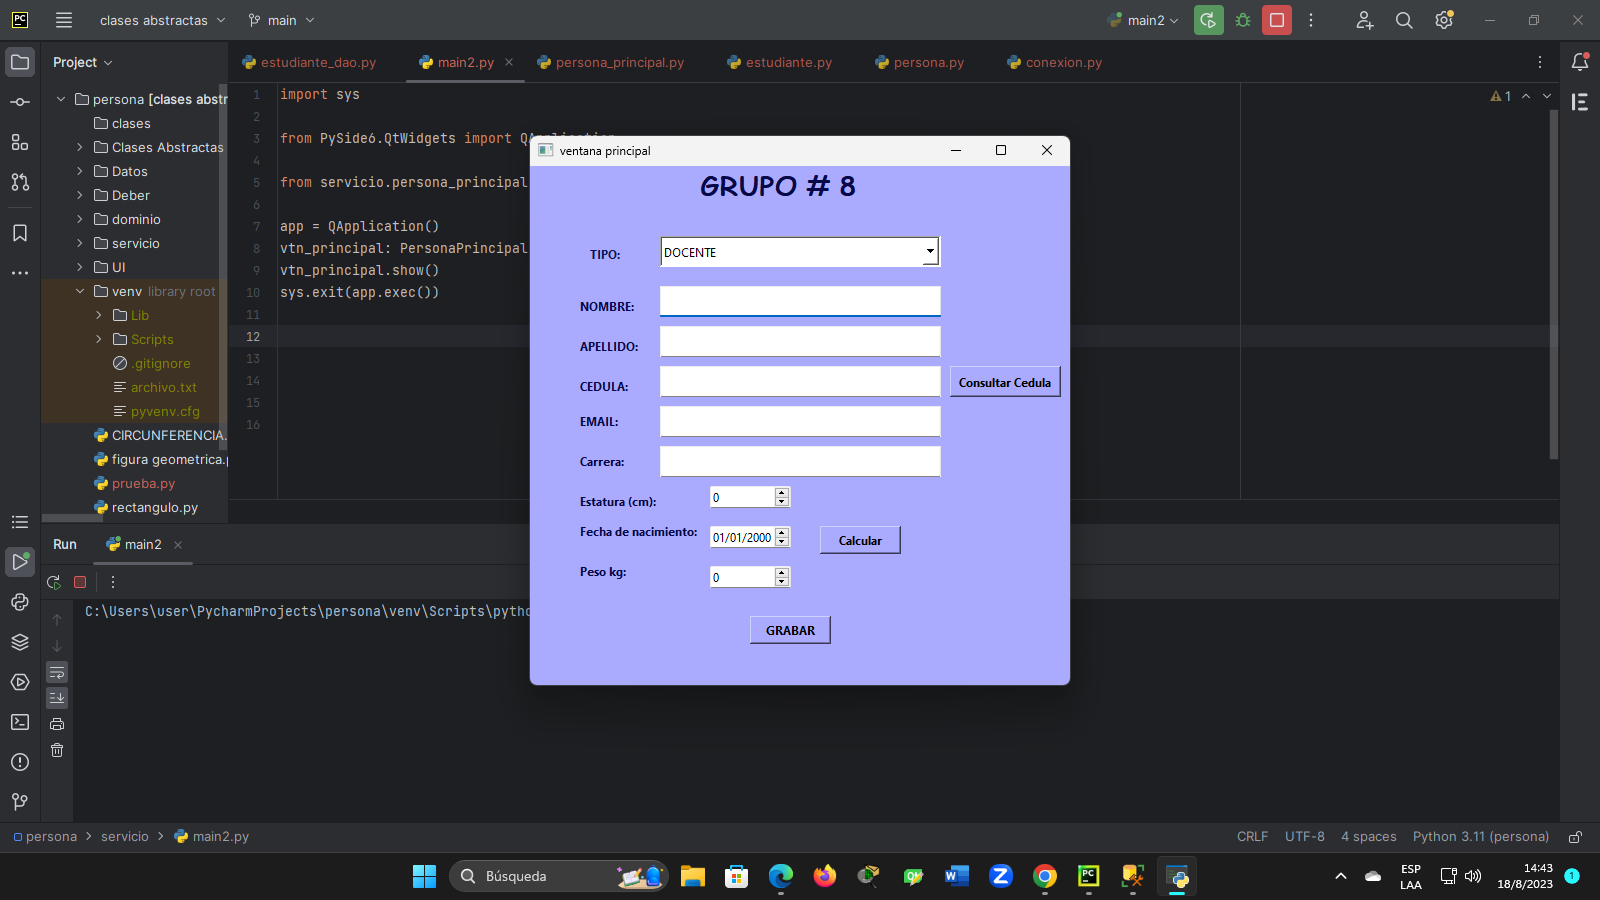 PC
clases abstractas
main
main2
Project
estudiante_dao.py
main2.py
persona_principal.py
estudiante.py
persona.py
conexion.py
persona [clases abstr
clases
Clases Abstractas
Datos
Deber
dominio
servicio
UI
venv library root
Lib
Scripts
.gitignore
archivo.txt
pyvenv.cfg
CIRCUNFERENCIA.
figura geometrica.p
prueba.py
rectangulo.py
1 import sys
2
3 from PySide6.QtWidgets import QApplication
4
5 from servicio.persona_principal
6
7 app = QApplication()
8 vtn_principal: PersonaPrincipal
9 vtn_principal.show()
10 sys.exit(app.exec())
11
12
13
14
15
16
1
ventana principal
GRUPO # 8
TIPO:
DOCENTE
NOMBRE:
APELLIDO:
CEDULA:
Consultar Cedula
EMAIL:
Carrera:
Estatura (cm):
0
Fecha de nacimiento:
01/01/2000
Calcular
Peso kg:
0
GRABAR
Run
main2
C:\Users\user\PycharmProjects\persona\venv\Scripts\pytho
persona > servicio > main2.py
CRLF UTF-8 4 spaces Python 3.11 (persona)
Búsqueda
ESP
LAA
14:43
18/8/2023
1